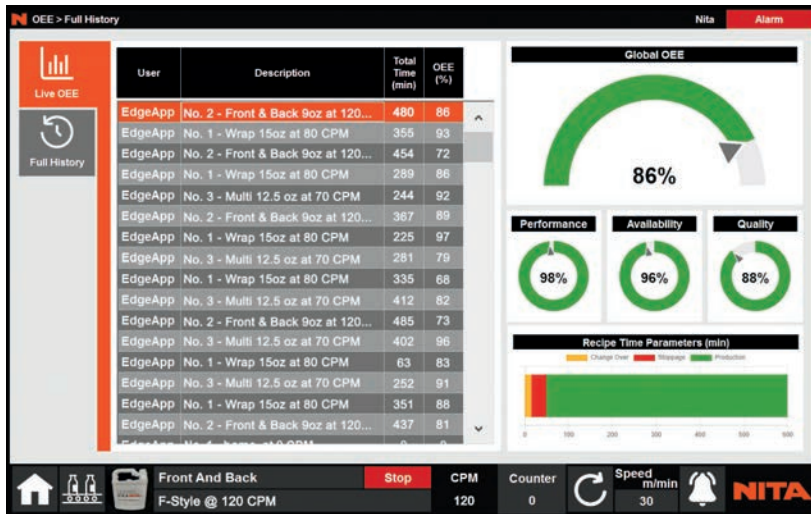 OEE > Full History
Nita
Alarm
Live OEE
Full History
User Description Total Time (min) OEE (%)
EdgeApp No. 2 - Front & Back 9oz at 120... 480 86
EdgeApp No. 1 - Wrap 15oz at 80 CPM 355 93
EdgeApp No. 2 - Front & Back 9oz at 120... 454 72
EdgeApp No. 1 - Wrap 15oz at 80 CPM 289 86
EdgeApp No. 3 - Multi 12.5 oz at 70 CPM 244 92
EdgeApp No. 2 - Front & Back 9oz at 120... 367 89
EdgeApp No. 1 - Wrap 15oz at 80 CPM 225 97
EdgeApp No. 3 - Multi 12.5 oz at 70 CPM 281 79
EdgeApp No. 1 - Wrap 15oz at 80 CPM 335 68
EdgeApp No. 3 - Multi 12.5 oz at 70 CPM 412 82
EdgeApp No. 2 - Front & Back 9oz at 120... 485 73
EdgeApp No. 3 - Multi 12.5 oz at 70 CPM 402 96
EdgeApp No. 1 - Wrap 15oz at 80 CPM 63 83
EdgeApp No. 3 - Multi 12.5 oz at 70 CPM 252 91
EdgeApp No. 1 - Wrap 15oz at 80 CPM 351 88
EdgeApp No. 2 - Front & Back 9oz at 120... 437 81
Global OEE
86%
Performance Availability Quality
98% 96% 88%
Recipe Time Parameters (min)
Change Over Stoppage Production
0 100 200 300 400 500 600
Front And Back
F-Style @ 120 CPM
Stop
CPM
120
Counter
0
Speed
m/min
30
NITA